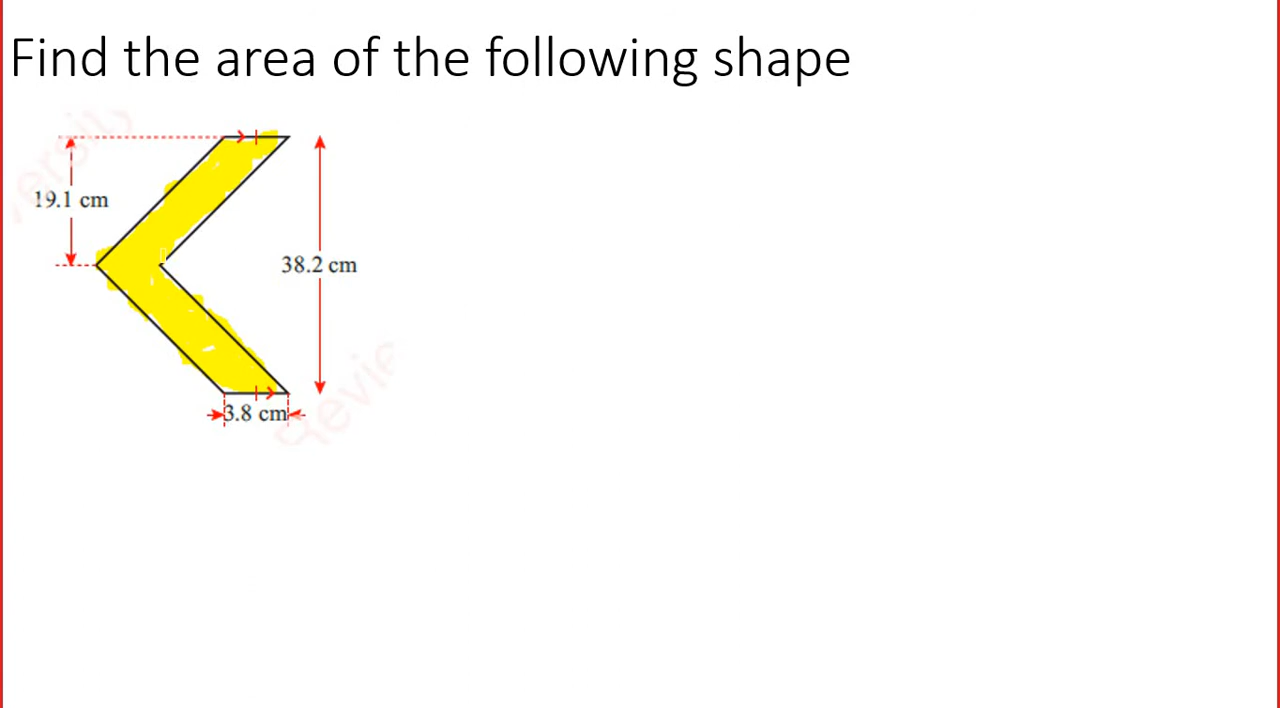 Find the area of the following shape
19.1 cm
38.2 cm
3.8 cm